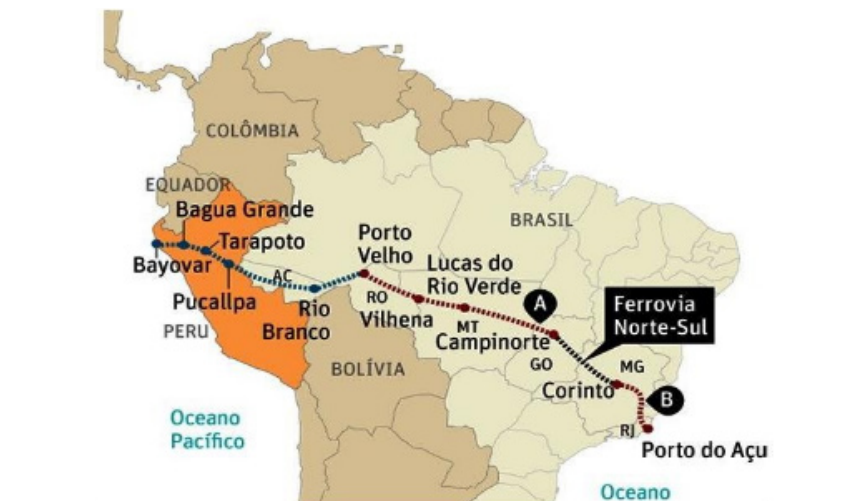 COLÔMBIA
EQUADOR
Bagua Grande
Tarapoto
Bayovar
Pucallpa
PERU
AC
Rio
Branco
Porto
Velho
RO
Vilhena
Lucas do
Rio Verde
MT
BRASIL
A
Campinorte
GO
Ferrovia
Norte-Sul
MG
Corinto
B
RJ
Porto do Açu
BOLÍVIA
Oceano
Pacífico
Oceano